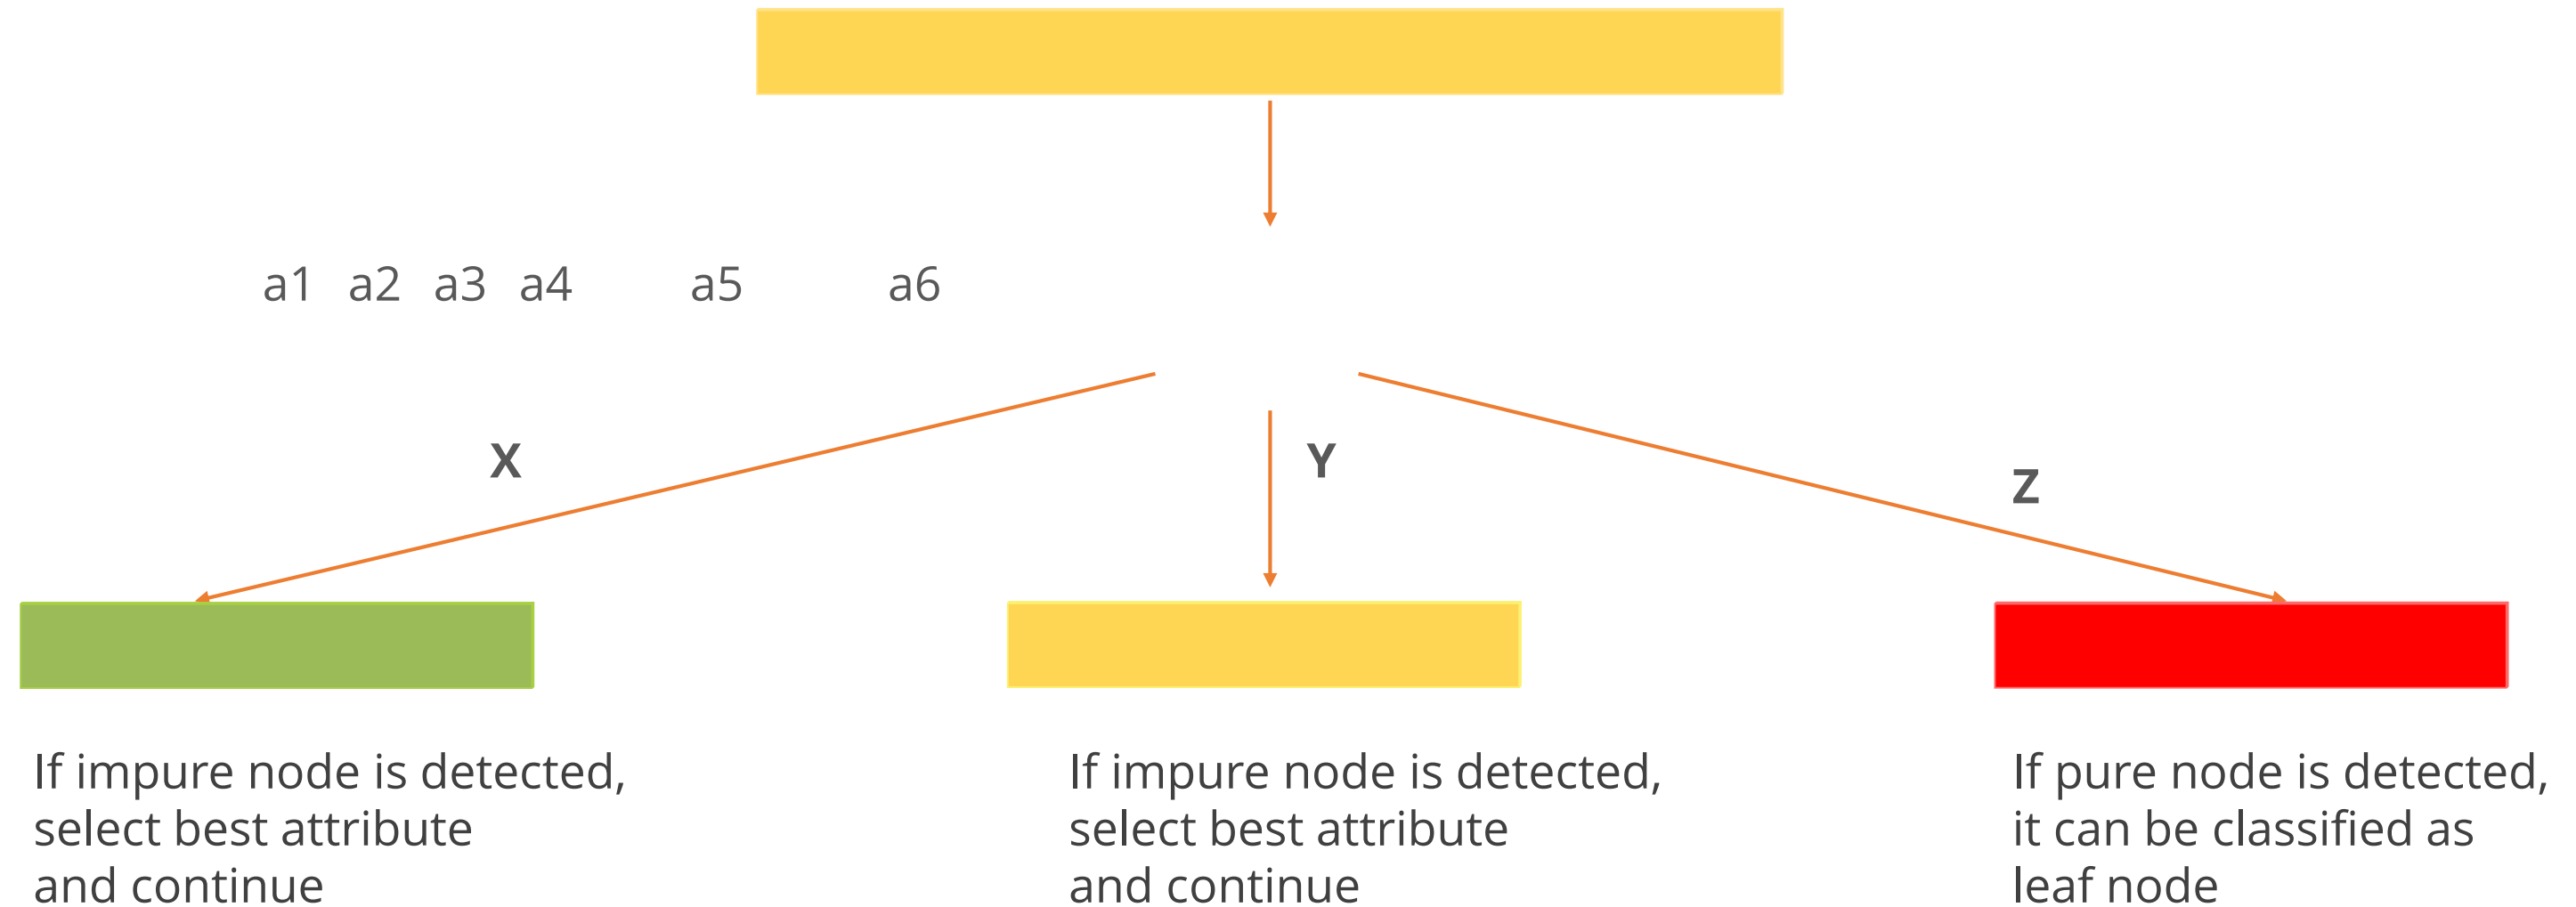 a1 a2 a3 a4 a5 a6
X
Y
Z
If impure node is detected,
select best attribute
and continue
If impure node is detected,
select best attribute
and continue
If pure node is detected,
it can be classified as
leaf node